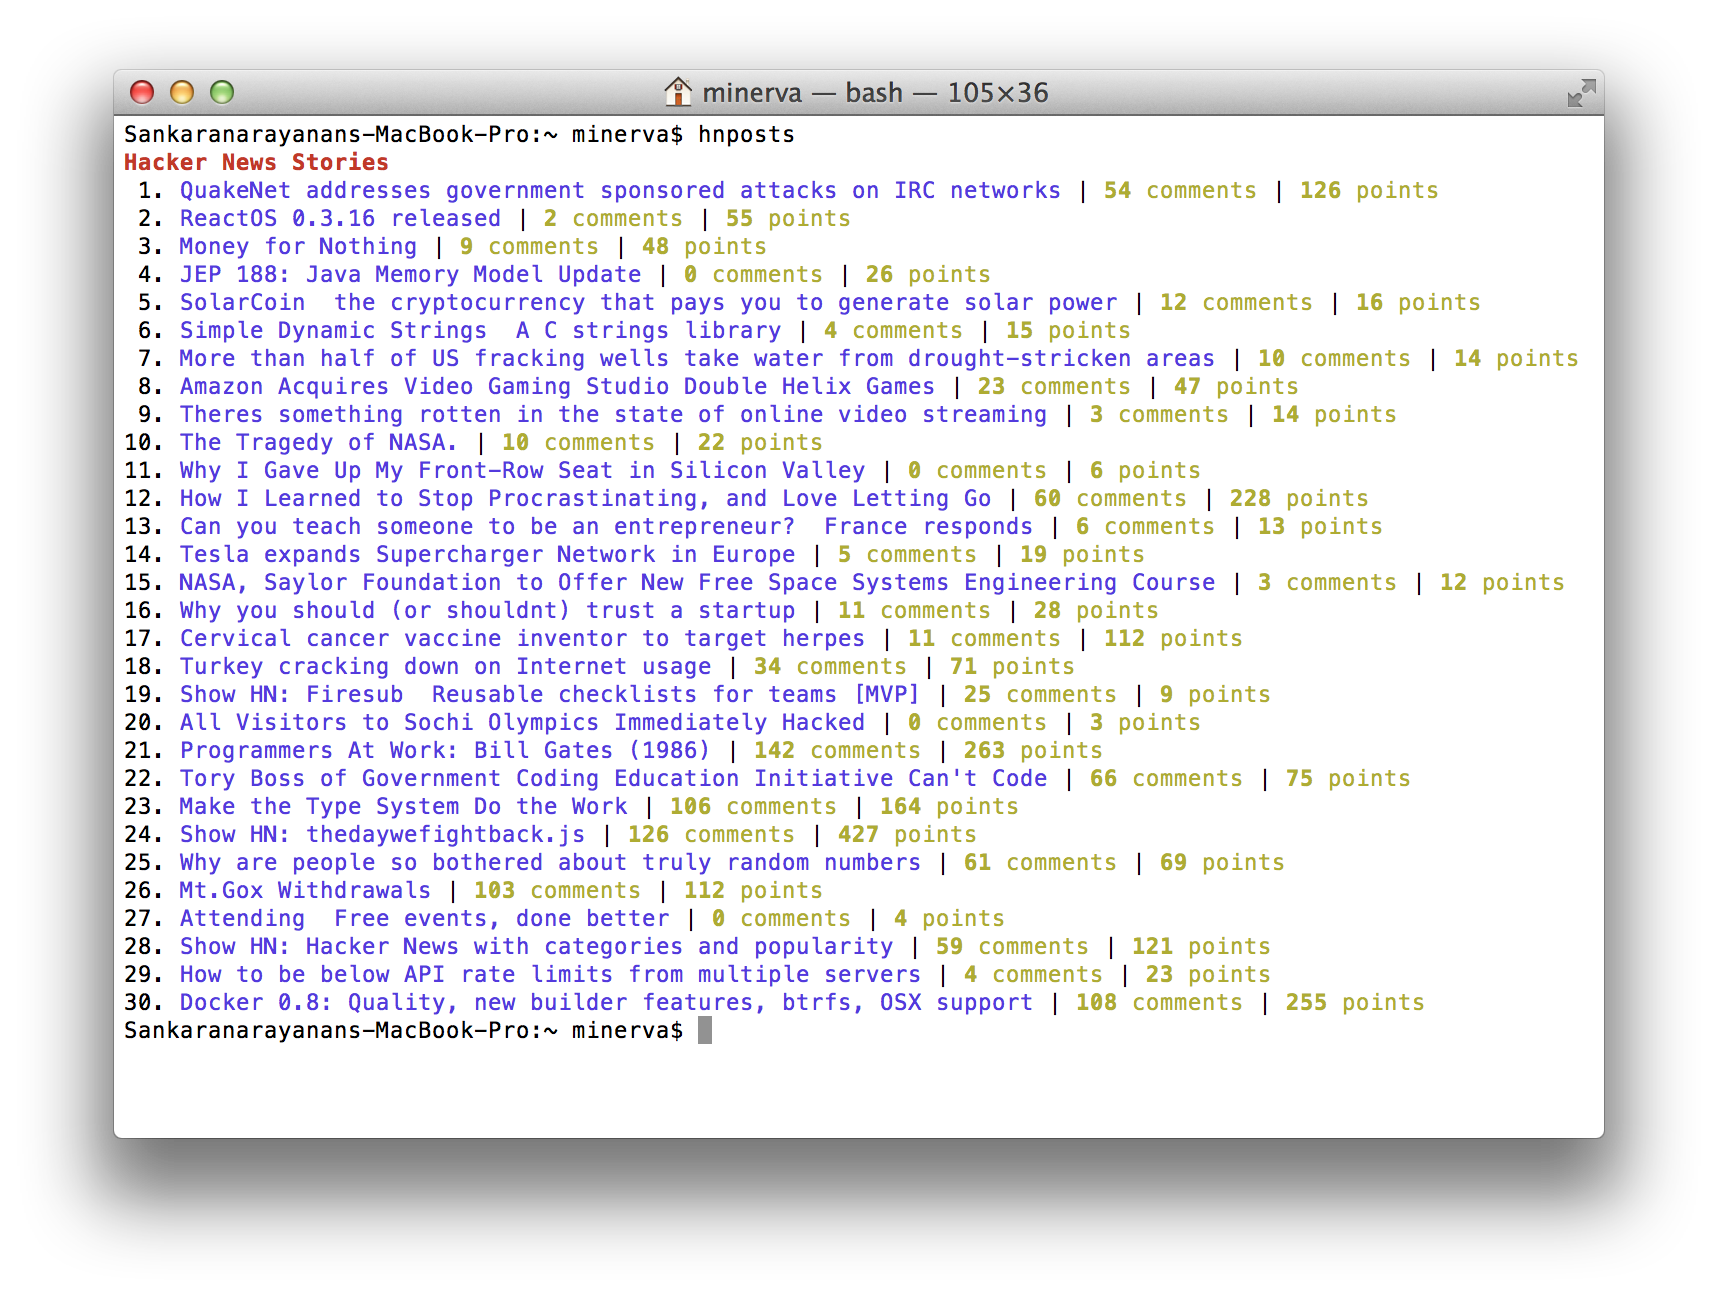 minerva — bash — 105×36
Sankaranarayanans-MacBook-Pro:~ minerva$ hnposts
Hacker News Stories
1. QuakeNet addresses government sponsored attacks on IRC networks | 54 comments | 126 points
2. ReactOS 0.3.16 released | 2 comments | 55 points
3. Money for Nothing | 9 comments | 48 points
4. JEP 188: Java Memory Model Update | 0 comments | 26 points
5. SolarCoin  the cryptocurrency that pays you to generate solar power | 12 comments | 16 points
6. Simple Dynamic Strings  A C strings library | 4 comments | 15 points
7. More than half of US fracking wells take water from drought-stricken areas | 10 comments | 14 points
8. Amazon Acquires Video Gaming Studio Double Helix Games | 23 comments | 47 points
9. Theres something rotten in the state of online video streaming | 3 comments | 14 points
10. The Tragedy of NASA. | 10 comments | 22 points
11. Why I Gave Up My Front-Row Seat in Silicon Valley | 0 comments | 6 points
12. How I Learned to Stop Procrastinating, and Love Letting Go | 60 comments | 228 points
13. Can you teach someone to be an entrepreneur?  France responds | 6 comments | 13 points
14. Tesla expands Supercharger Network in Europe | 5 comments | 19 points
15. NASA, Saylor Foundation to Offer New Free Space Systems Engineering Course | 3 comments | 12 points
16. Why you should (or shouldnt) trust a startup | 11 comments | 28 points
17. Cervical cancer vaccine inventor to target herpes | 11 comments | 112 points
18. Turkey cracking down on Internet usage | 34 comments | 71 points
19. Show HN: Firesub  Reusable checklists for teams [MVP] | 25 comments | 9 points
20. All Visitors to Sochi Olympics Immediately Hacked | 0 comments | 3 points
21. Programmers At Work: Bill Gates (1986) | 142 comments | 263 points
22. Tory Boss of Government Coding Education Initiative Can't Code | 66 comments | 75 points
23. Make the Type System Do the Work | 106 comments | 164 points
24. Show HN: thedaywefightback.js | 126 comments | 427 points
25. Why are people so bothered about truly random numbers | 61 comments | 69 points
26. Mt.Gox Withdrawals | 103 comments | 112 points
27. Attending  Free events, done better | 0 comments | 4 points
28. Show HN: Hacker News with categories and popularity | 59 comments | 121 points
29. How to be below API rate limits from multiple servers | 4 comments | 23 points
30. Docker 0.8: Quality, new builder features, btrfs, OSX support | 108 comments | 255 points
Sankaranarayanans-MacBook-Pro:~ minerva$